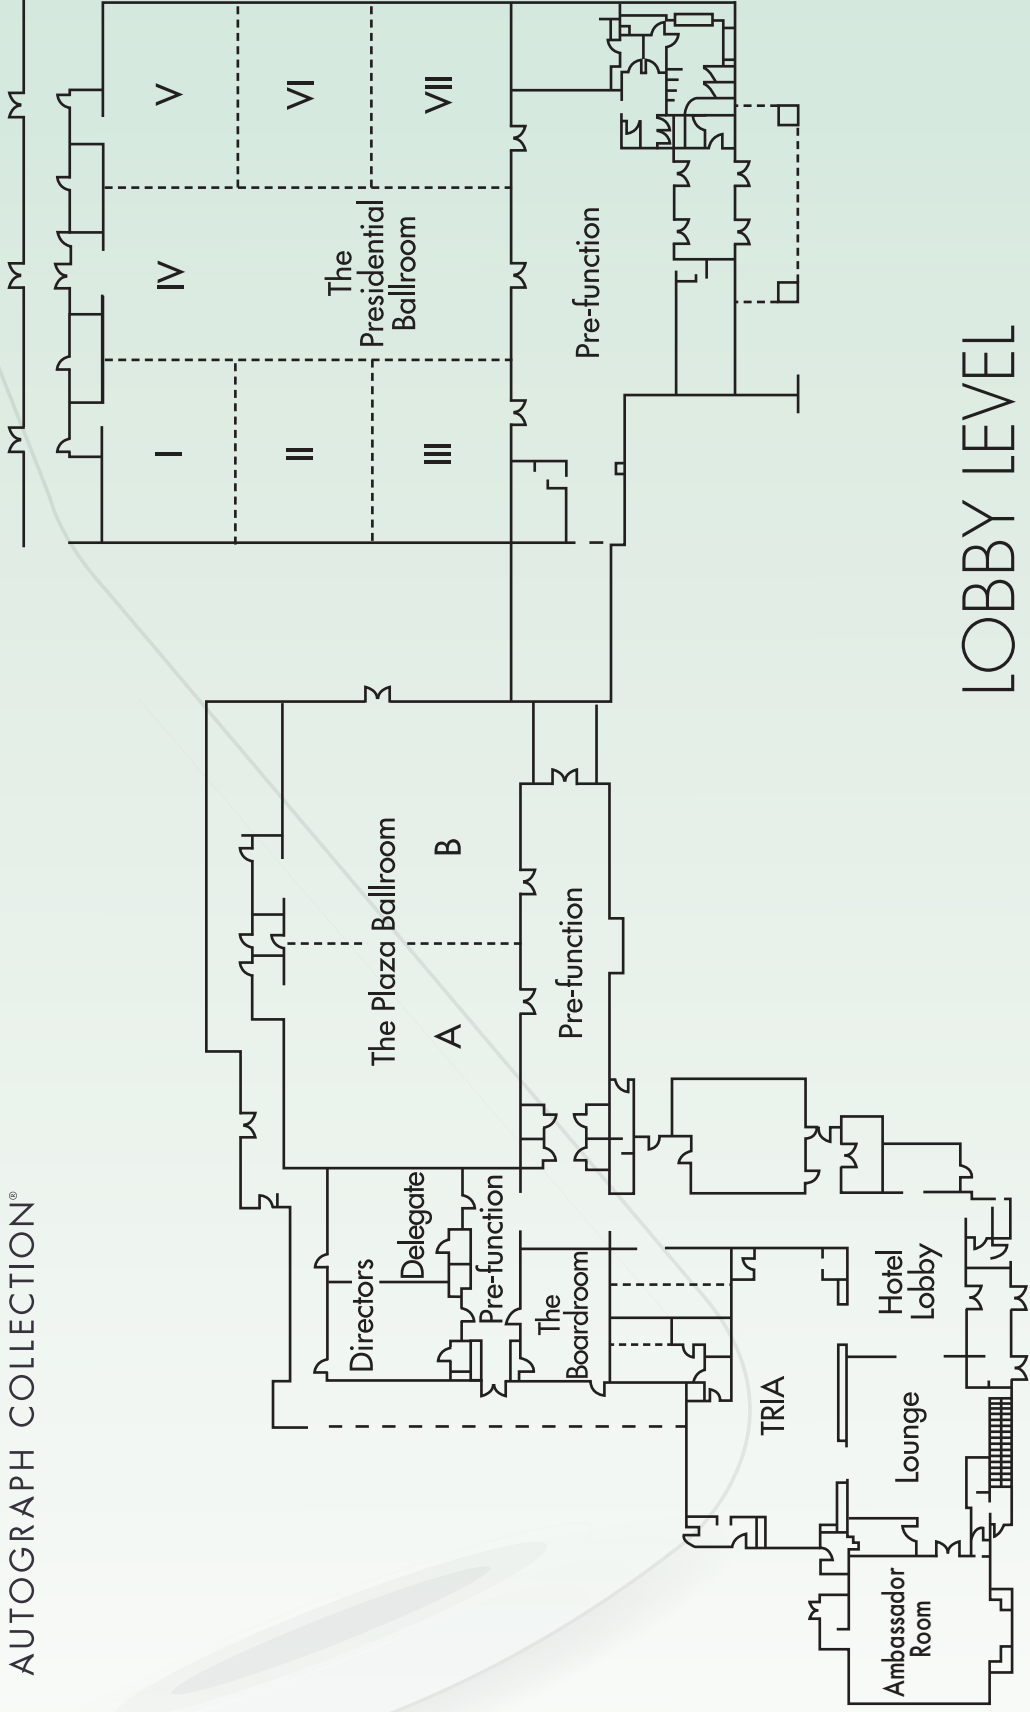 AUTOGRAPH COLLECTION®
Directors
Delegate
Pre-function
The
Boardroom
The Plaza Ballroom
A
B
Pre-function
I
II
III
IV
V
VI
VII
The
Presidential
Ballroom
Pre-function
TRIA
Lounge
Hotel
Lobby
Ambassador
Room
LOBBY LEVEL